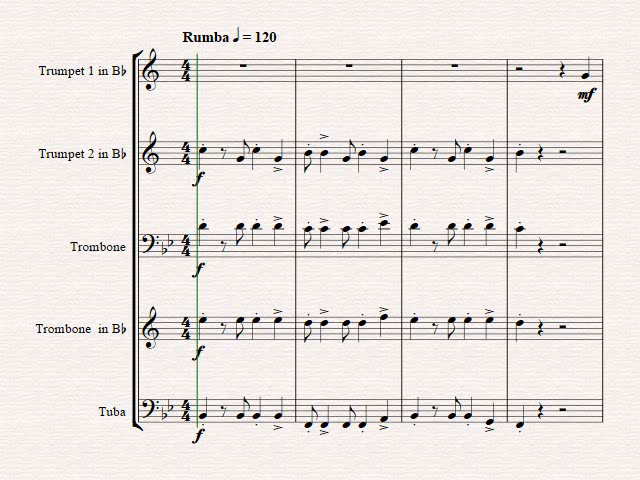 Rumba ♩ = 120
Trumpet 1 in B♭
mf
Trumpet 2 in B♭
f
Trombone
f
Trombone in B♭
f
Tuba
f